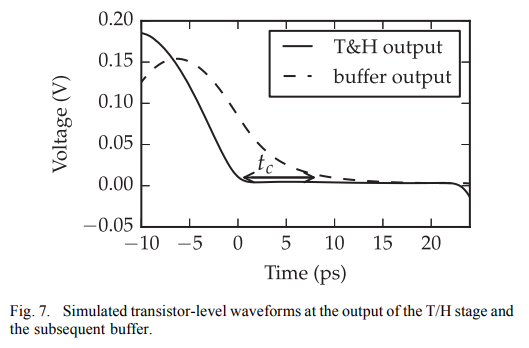 0.20
0.15
0.10
0.05
0.00
−0.05
Voltage (V)
T&H output
buffer output
tc
−10 −5 0 5 10 15 20
Time (ps)
Fig. 7. Simulated transistor-level waveforms at the output of the T/H stage and
the subsequent buffer.